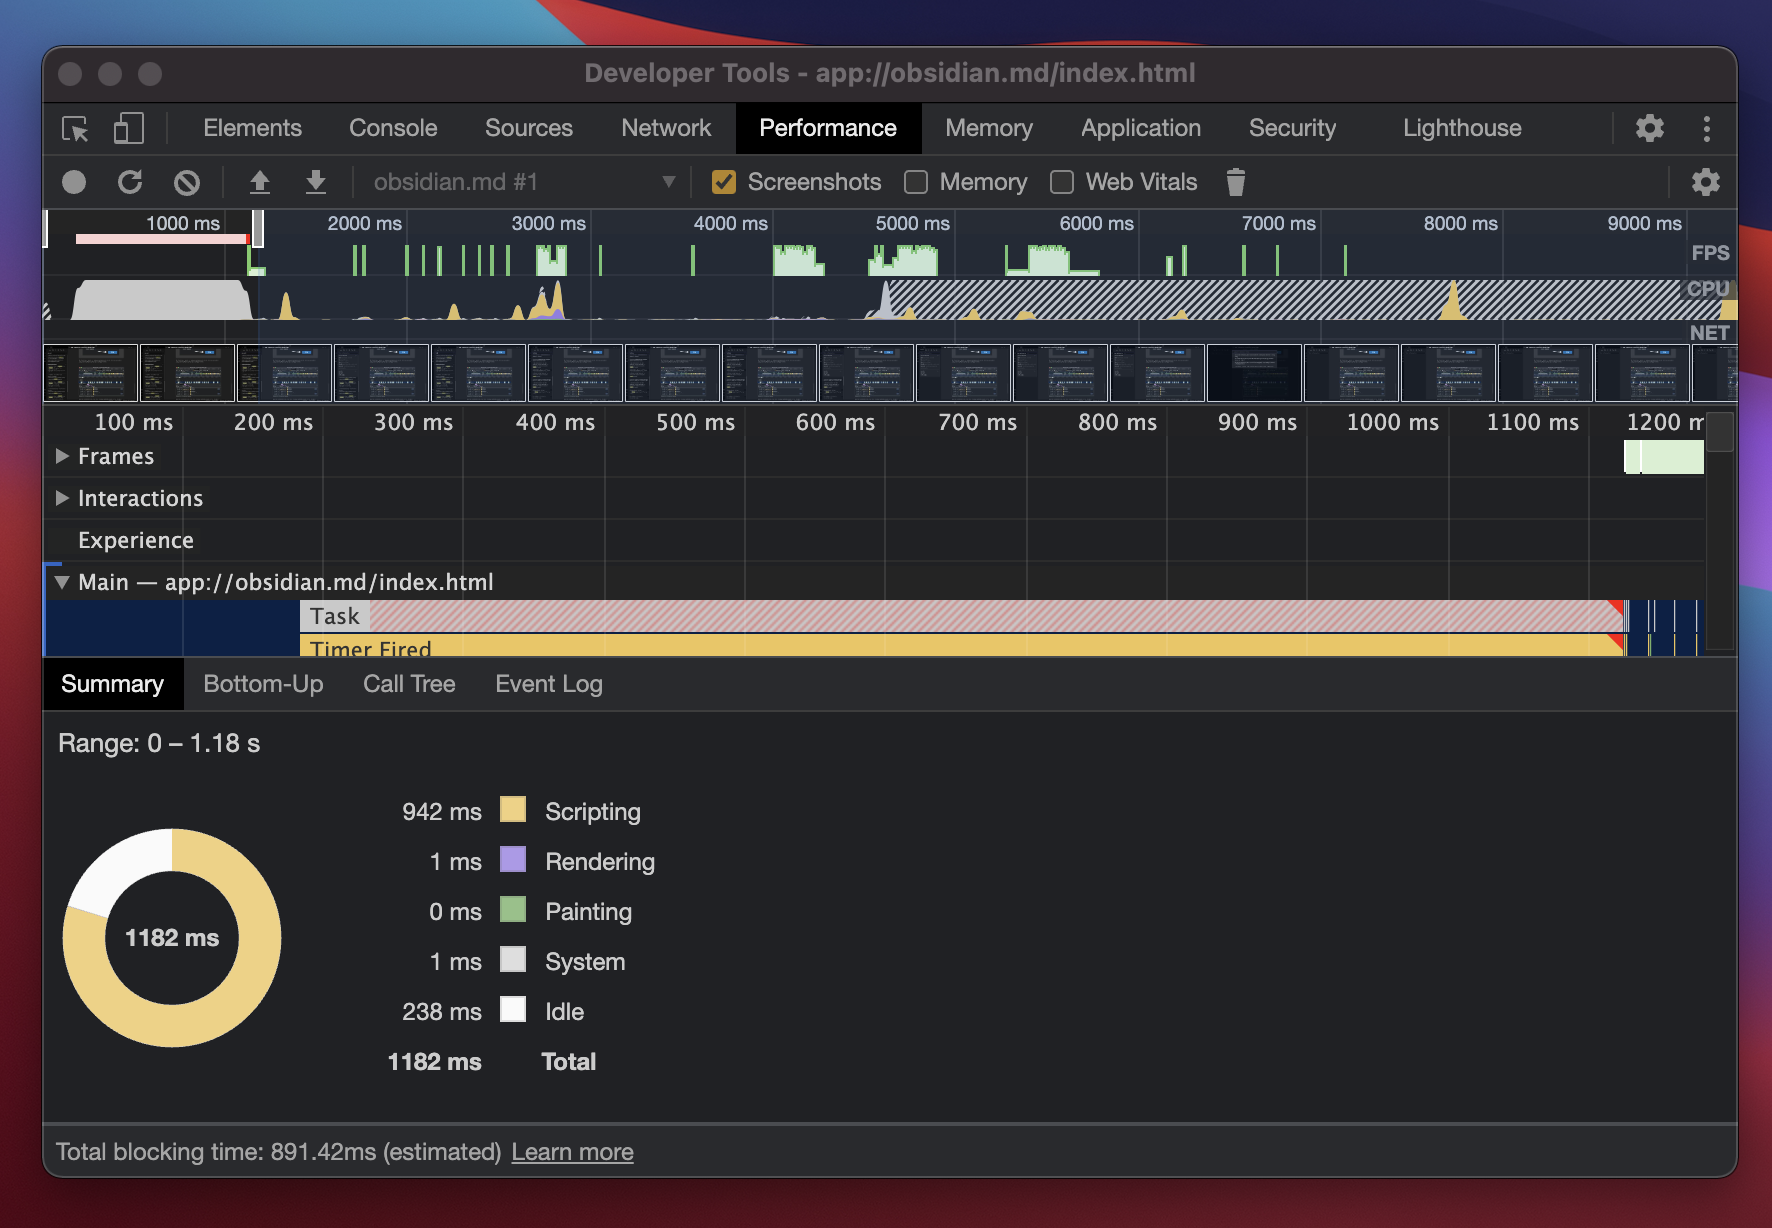 Developer Tools - app://obsidian.md/index.html
Elements Console Sources Network Performance Memory Application Security Lighthouse
obsidian.md #1 Screenshots Memory Web Vitals
1000 ms 2000 ms 3000 ms 4000 ms 5000 ms 6000 ms 7000 ms 8000 ms 9000 ms
FPS
CPU
NET
100 ms 200 ms 300 ms 400 ms 500 ms 600 ms 700 ms 800 ms 900 ms 1000 ms 1100 ms 1200 m
Frames
Interactions
Experience
Main — app://obsidian.md/index.html
Task
Timer Fired
Summary Bottom-Up Call Tree Event Log
Range: 0 – 1.18 s
942 ms Scripting
1 ms Rendering
0 ms Painting
1182 ms
1 ms System
238 ms Idle
1182 ms Total
Total blocking time: 891.42ms (estimated) Learn more